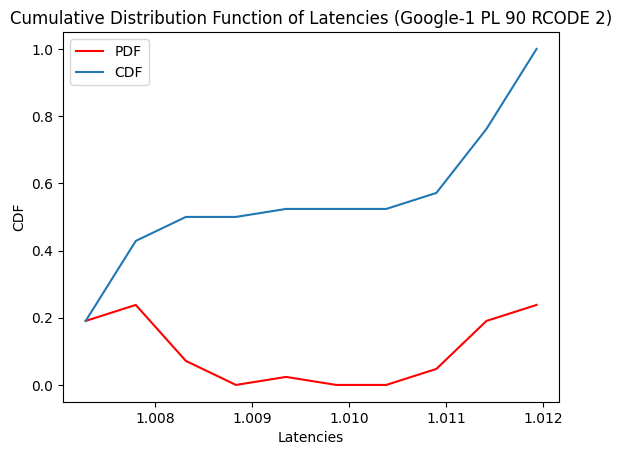 Cumulative Distribution Function of Latencies (Google-1 PL 90 RCODE 2)
PDF
CDF
1.0
0.8
0.6
0.4
0.2
0.0
CDF
1.008 1.009 1.010 1.011 1.012
Latencies